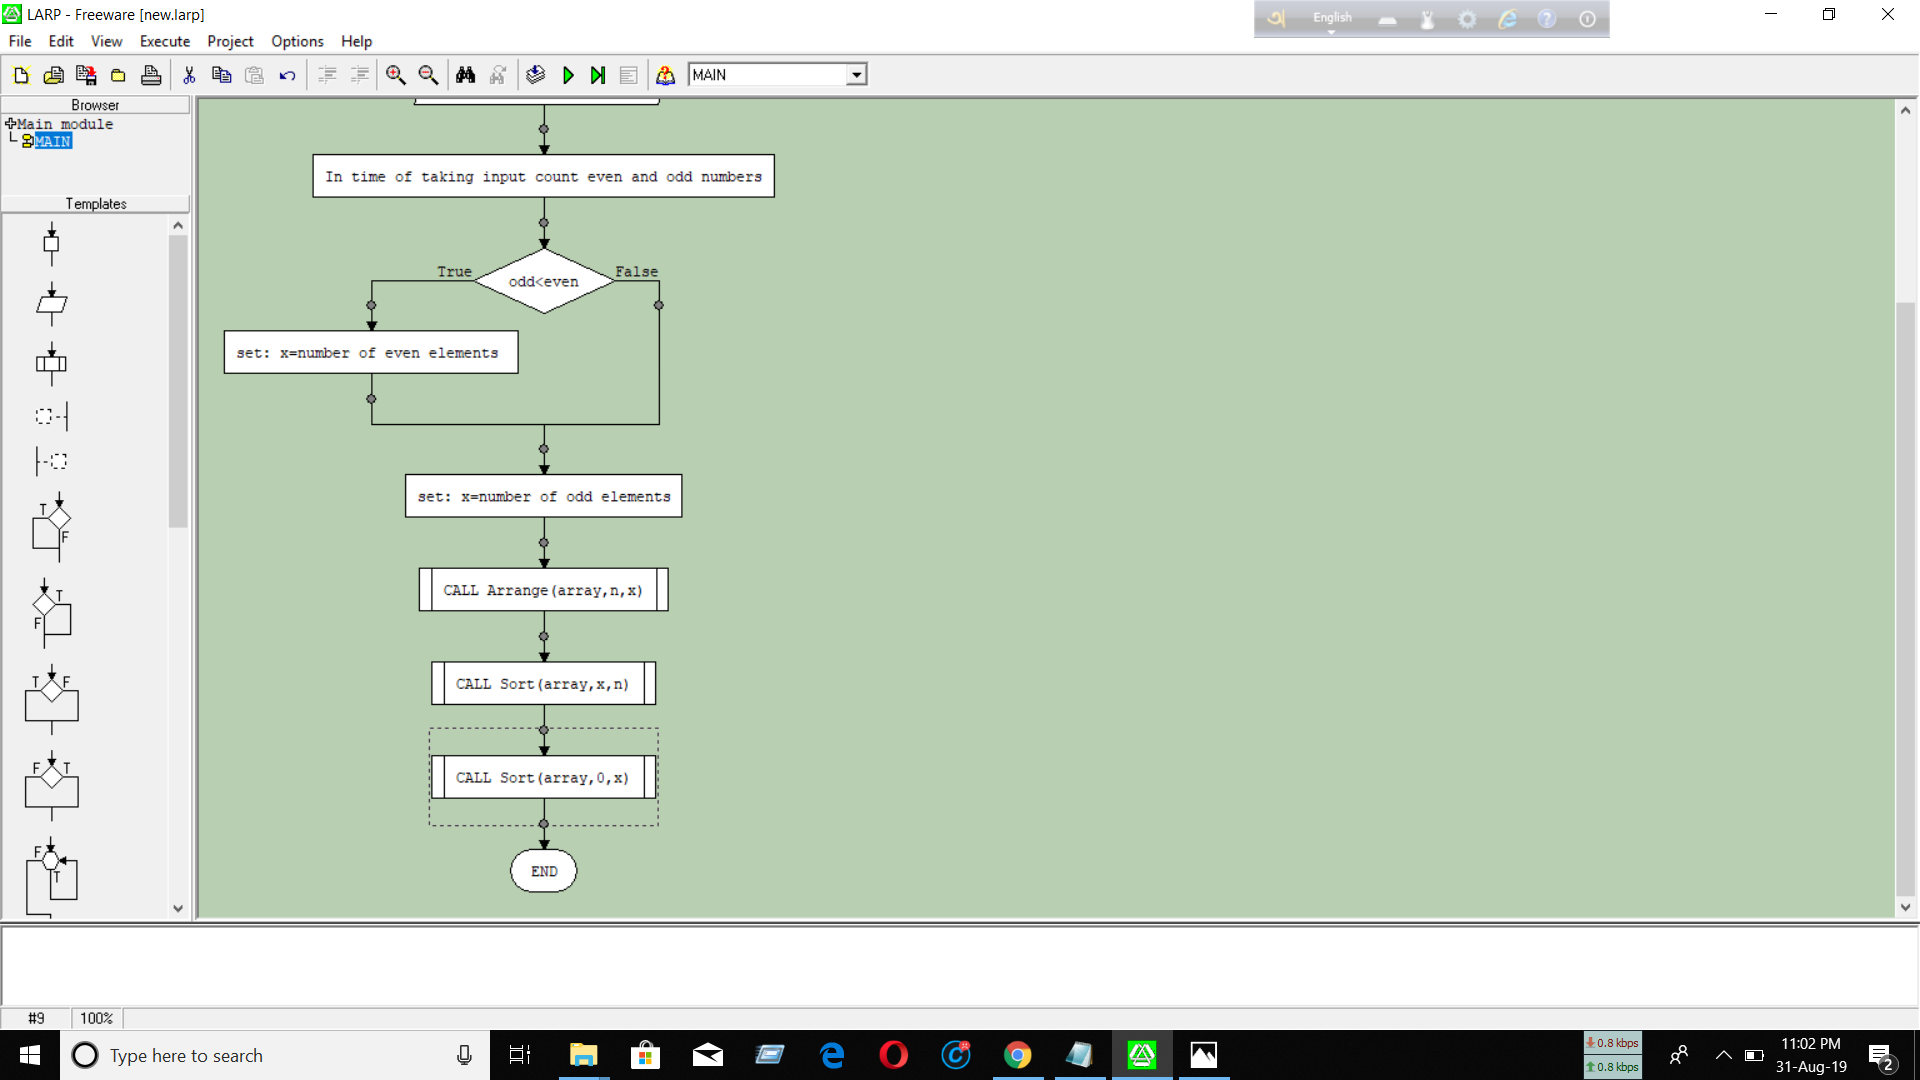 LARP - Freeware [new.larp]
English
File Edit View Execute Project Options Help
MAIN
Browser
Main module
MAIN
Templates
In time of taking input count even and odd numbers
True
False
odd<even
set: x=number of even elements
set: x=number of odd elements
CALL Arrange(array,n,x)
CALL Sort(array,x,n)
CALL Sort(array,0,x)
END
T
F
T
F
T F
F T
F
T
#9 100%
Type here to search
0.8 kbps
0.8 kbps
11:02 PM
31-Aug-19
2